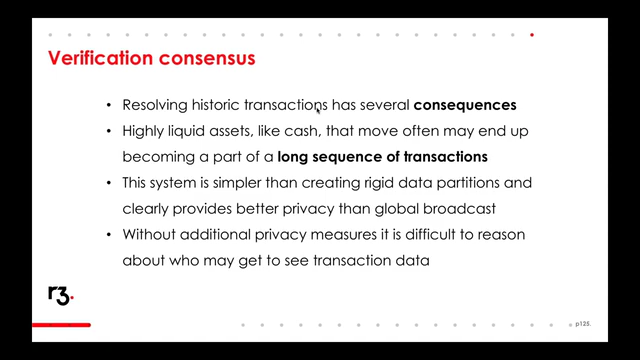 Verification consensus
• Resolving historic transactions has several consequences
• Highly liquid assets, like cash, that move often may end up
becoming a part of a long sequence of transactions
• This system is simpler than creating rigid data partitions and
clearly provides better privacy than global broadcast
• Without additional privacy measures it is difficult to reason
about who may get to see transaction data
r3.
p125.